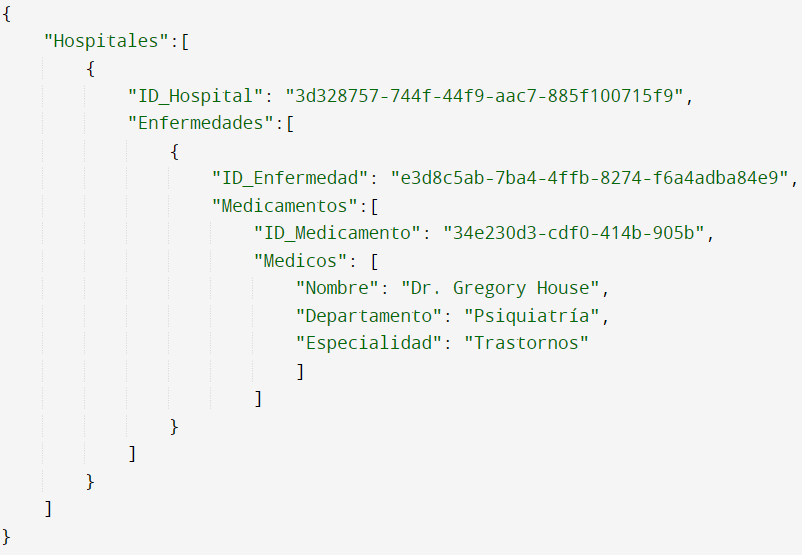 {
    "Hospitales":[
        {
            "ID_Hospital": "3d328757-744f-44f9-aac7-885f100715f9",
            "Enfermedades":[
                {
                    "ID_Enfermedad": "e3d8c5ab-7ba4-4ffb-8274-f6a4adba84e9",
                    "Medicamentos":[
                        "ID_Medicamento": "34e230d3-cdf0-414b-905b",
                        "Medicos": [
                            "Nombre": "Dr. Gregory House",
                            "Departamento": "Psiquiatría",
                            "Especialidad": "Trastornos"
                            ]
                        ]
                }
            ]
        }
    ]
}